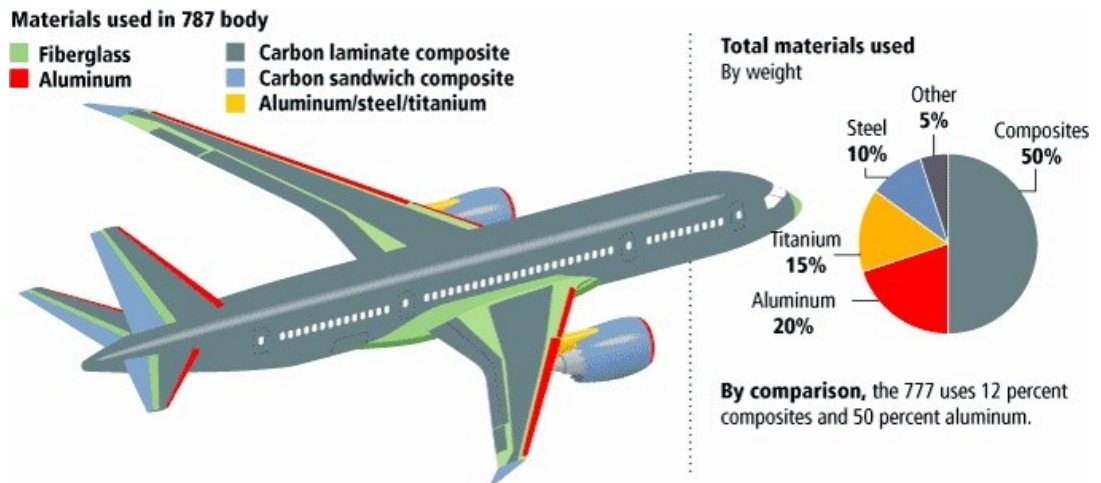 Materials used in 787 body
Fiberglass
Aluminum
Carbon laminate composite
Carbon sandwich composite
Aluminum/steel/titanium
Total materials used
By weight
Other
5%
Steel
10%
Composites
50%
Titanium
15%
Aluminum
20%
By comparison, the 777 uses 12 percent
composites and 50 percent aluminum.